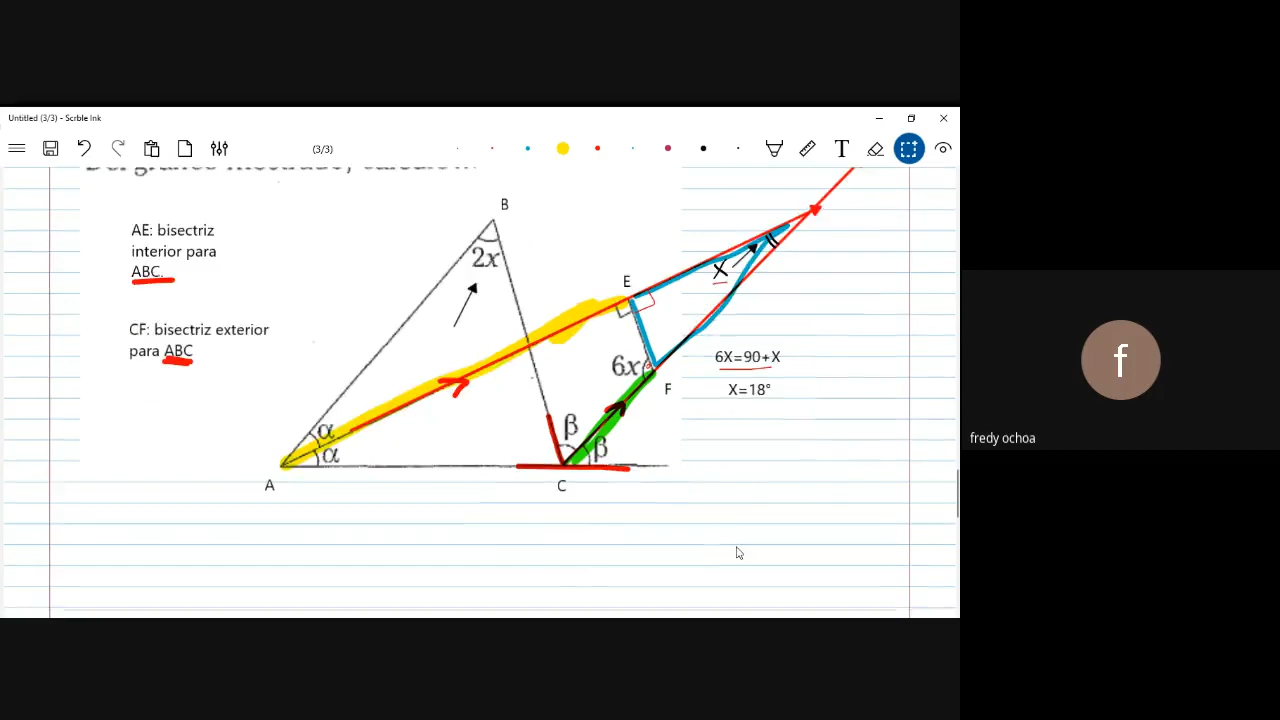 Untitled (3/3) - Scrble Ink
(3/3)
T
B
AE: bisectriz
interior para
ABC.
2x
X
E
CF: bisectriz exterior
para ABC
6X=90+X
6x
F
X=18°
α
α
β
β
A
C
f
fredy ochoa